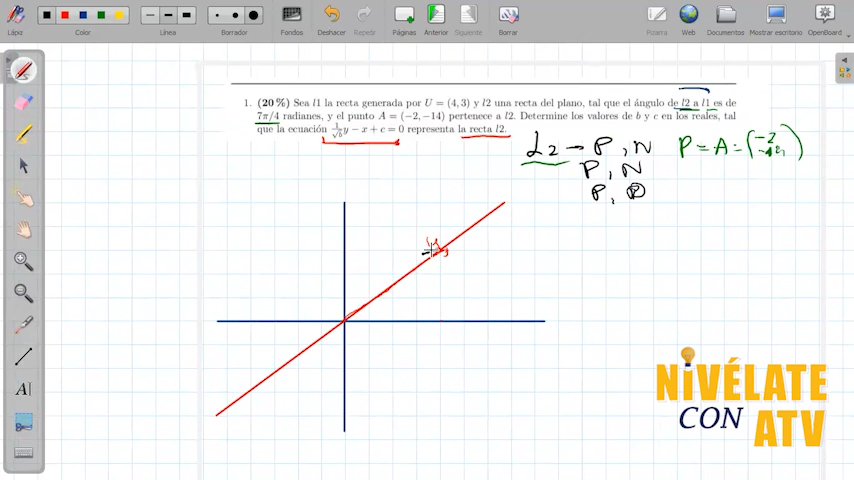 Lápiz Color Línea Borrador Fondos Deshacer Repetir Páginas Anterior Siguiente Borrar Pizarra Web Documentos Mostrar escritorio OpenBoard
1. (20 %) Sea l1 la recta generada por U = (4, 3) y l2 una recta del plano, tal que el ángulo de l2 a l1 es de
7π/4 radianes, y el punto A = (−2, −14) pertenece a l2. Determine los valores de b y c en los reales, tal
que la ecuación 1/√b y − x + c = 0 representa la recta l2.
L2 → P, N P = A = (−2
P, N
P, D
NIVÉLATE
CON
ATV
A|